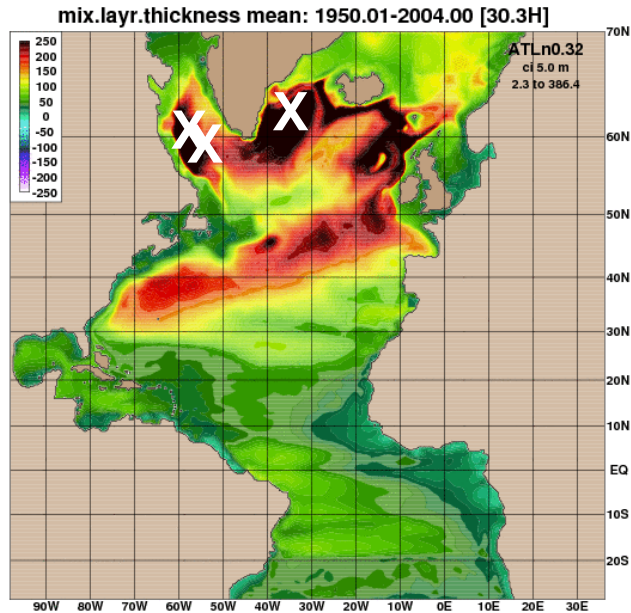 mix.layr.thickness mean: 1950.01-2004.00 [30.3H]
70N
ATLn0.32
ci 5.0 m
2.3 to 386.4
250
200
150
100
50
0
-50
-100
-150
-200
-250
X
X
X
60N
50N
40N
30N
20N
10N
EQ
10S
20S
90W 80W 70W 60W 50W 40W 30W 20W 10W 0E 10E 20E 30E